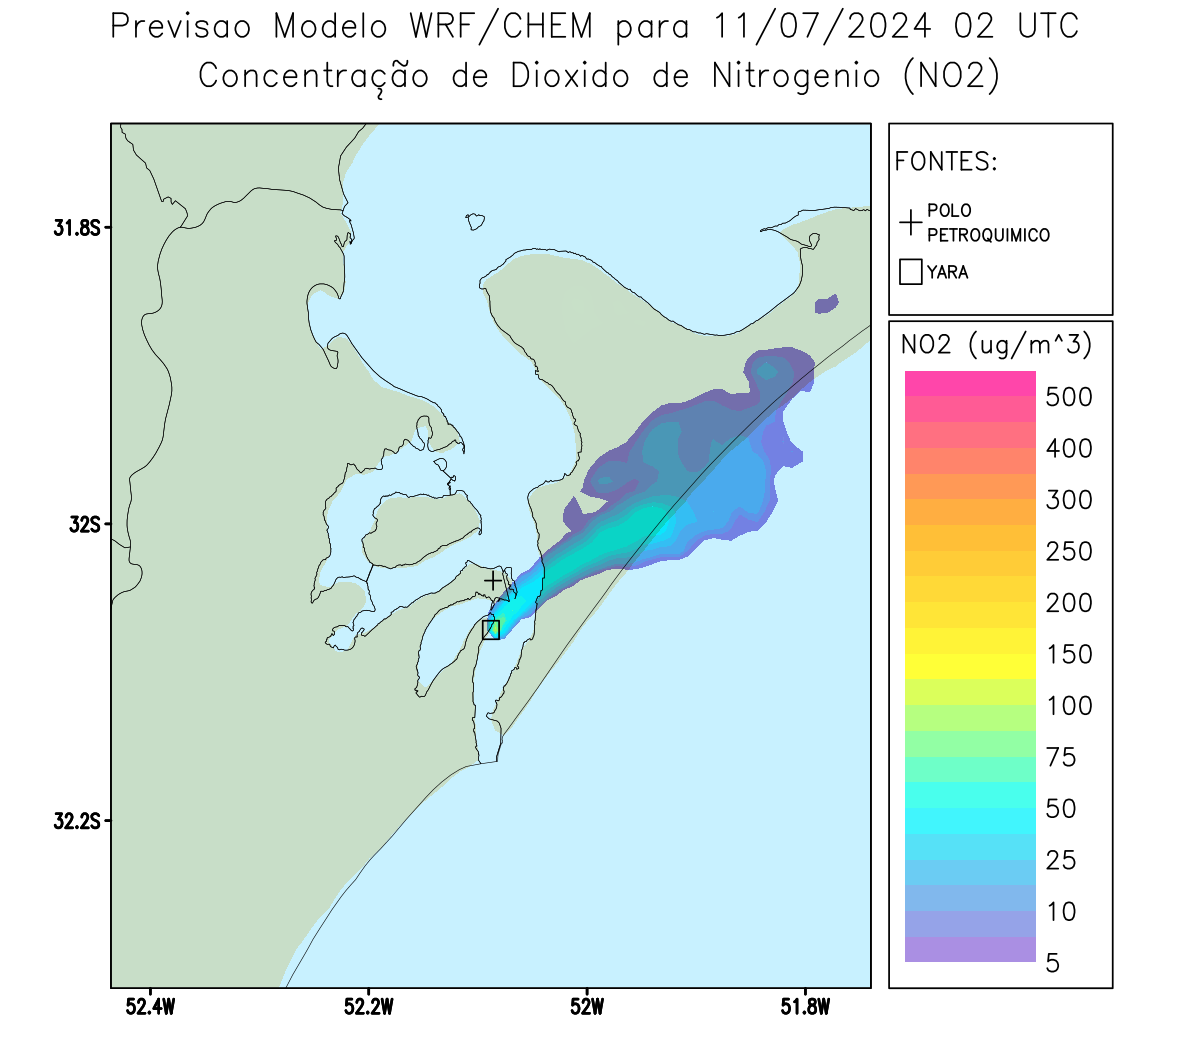 Previsao Modelo WRF/CHEM para 11/07/2024 02 UTC
Concentração de Dioxido de Nitrogenio (NO2)
FONTES:
POLO
PETROQUIMICO
YARA
31.8S
32S
32.2S
52.4W
52.2W
52W
51.8W
NO2 (ug/m^3)
500
400
300
250
200
150
100
75
50
25
10
5